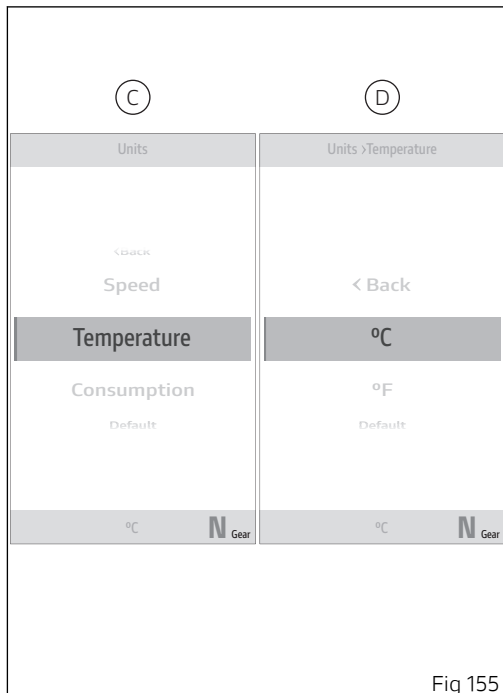 C
Units
‹Back
Speed
Temperature
Consumption
Default
ºC
N Gear
D
Units ›Temperature
‹ Back
ºC
ºF
Default
ºC
N Gear
Fig 155